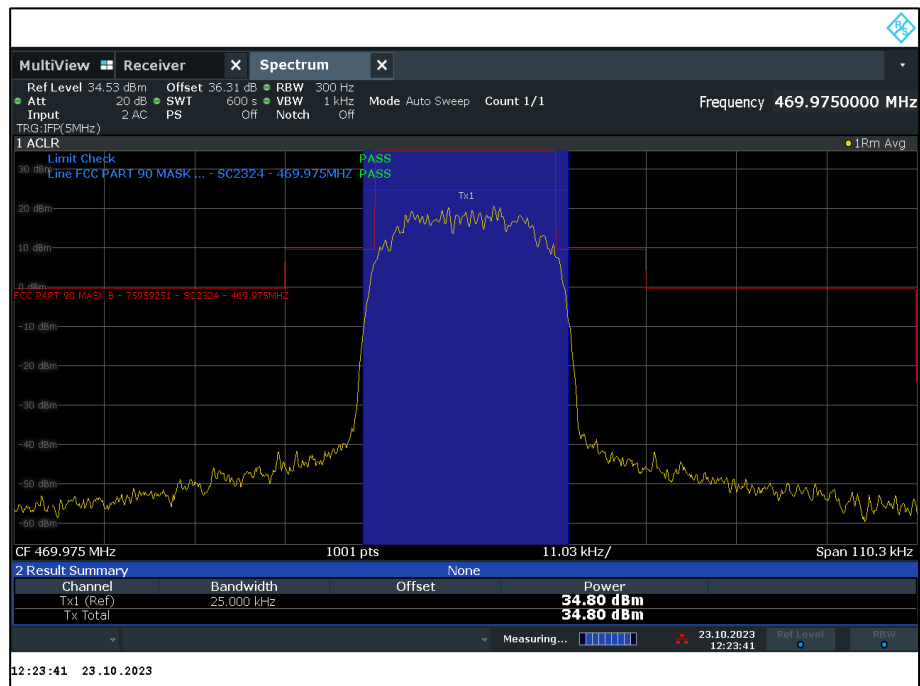 R&S
MultiView Receiver X Spectrum X
Ref Level 34.53 dBm Offset 36.31 dB RBW 300 Hz
Att 20 dB SWT 600 s VBW 1 kHz Mode Auto Sweep Count 1/1 Frequency 469.9750000 MHz
Input 2 AC PS Off Notch Off
TRG:IFP(5MHz)
1 ACLR 1Rm Avg
Limit Check PASS
30 dBm
Line FCC PART 90 MASK ... - SC2324 - 469.975MHZ PASS
Tx1
20 dBm
10 dBm
0 dBm
FCC PART 90 MASK B - 75959251 - SC2324 - 469.975MHZ
-10 dBm
-20 dBm
-30 dBm
-40 dBm
-50 dBm
-60 dBm
CF 469.975 MHz 1001 pts 11.03 kHz/ Span 110.3 kHz
2 Result Summary None
Channel Bandwidth Offset Power
Tx1 (Ref) 25.000 kHz 34.80 dBm
Tx Total 34.80 dBm
Measuring... 23.10.2023 Ref Level RBW
12:23:41
12:23:41 23.10.2023